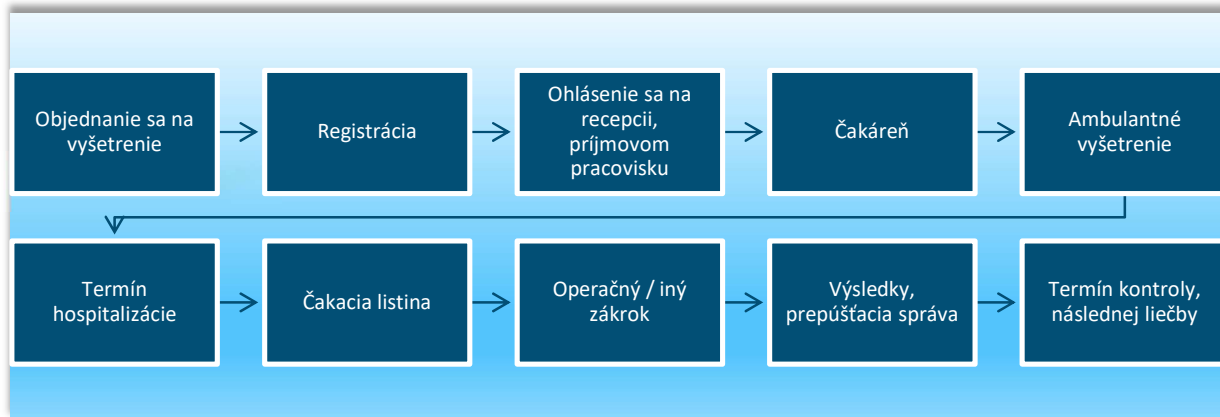 Objednanie sa na
vyšetrenie
Registrácia
Ohlásenie sa na
recepcii,
príjmovom
pracovisku
Čakáreň
Ambulantné
vyšetrenie
Termín
hospitalizácie
Čakacia listina
Operačný / iný
zákrok
Výsledky,
prepúšťacia správa
Termín kontroly,
následnej liečby